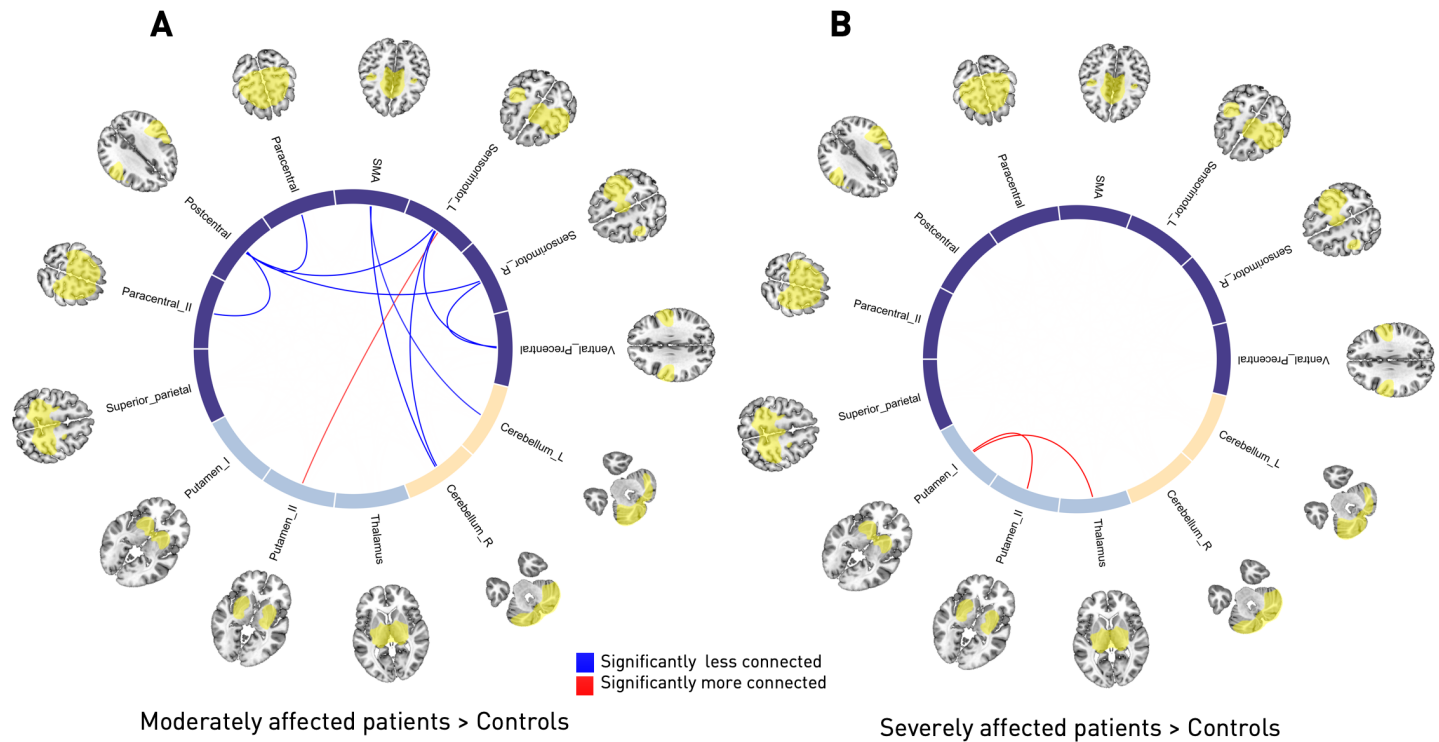 A
SMA
Paracentral
Sensorimotor_L
Postcentral
Sensorimotor_R
Paracentral_II
Ventral_Precentral
Superior_parietal
Cerebellum_L
Putamen_I
Cerebellum_R
Putamen_II
Thalamus
Moderately affected patients > Controls
B
SMA
Paracentral
Sensorimotor_L
Postcentral
Sensorimotor_R
Paracentral_II
Ventral_Precentral
Superior_parietal
Cerebellum_L
Putamen_I
Cerebellum_R
Putamen_II
Thalamus
Severely affected patients > Controls
Significantly less connected
Significantly more connected